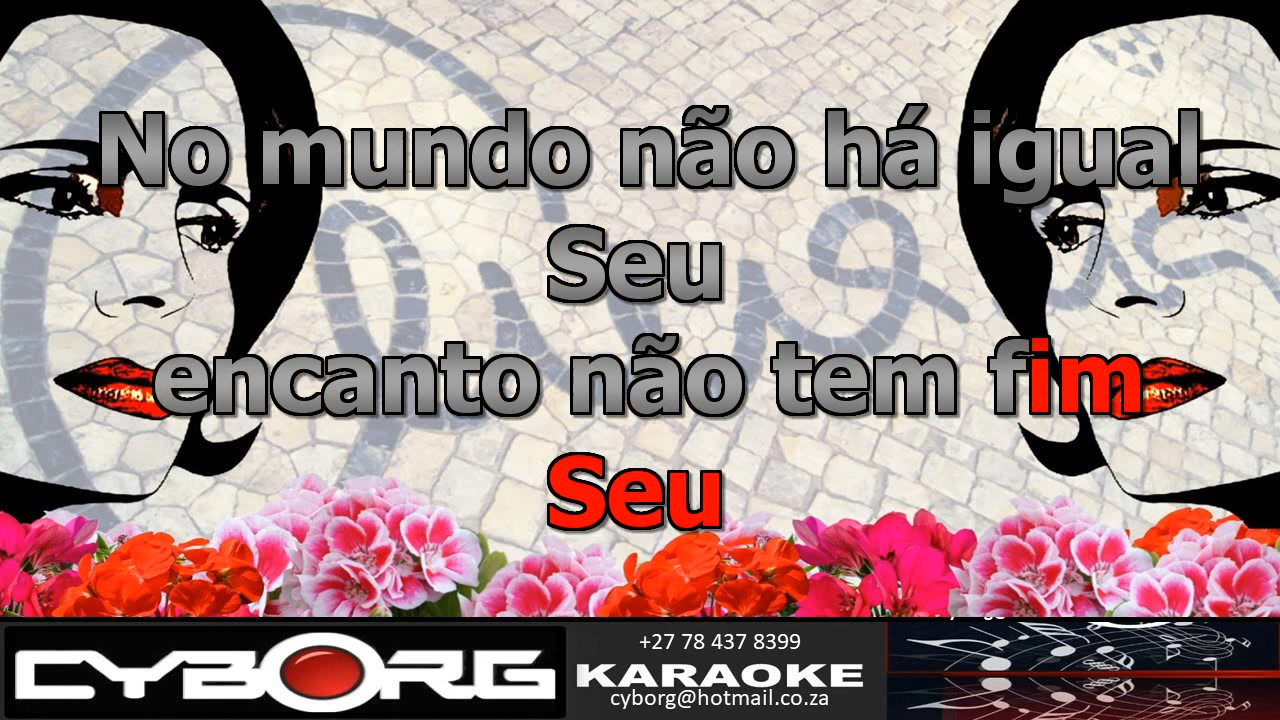 No mundo não há igual
Seu
encanto não tem fim
Seu
CYBORG
+27 78 437 8399
KARAOKE
cyborg@hotmail.co.za